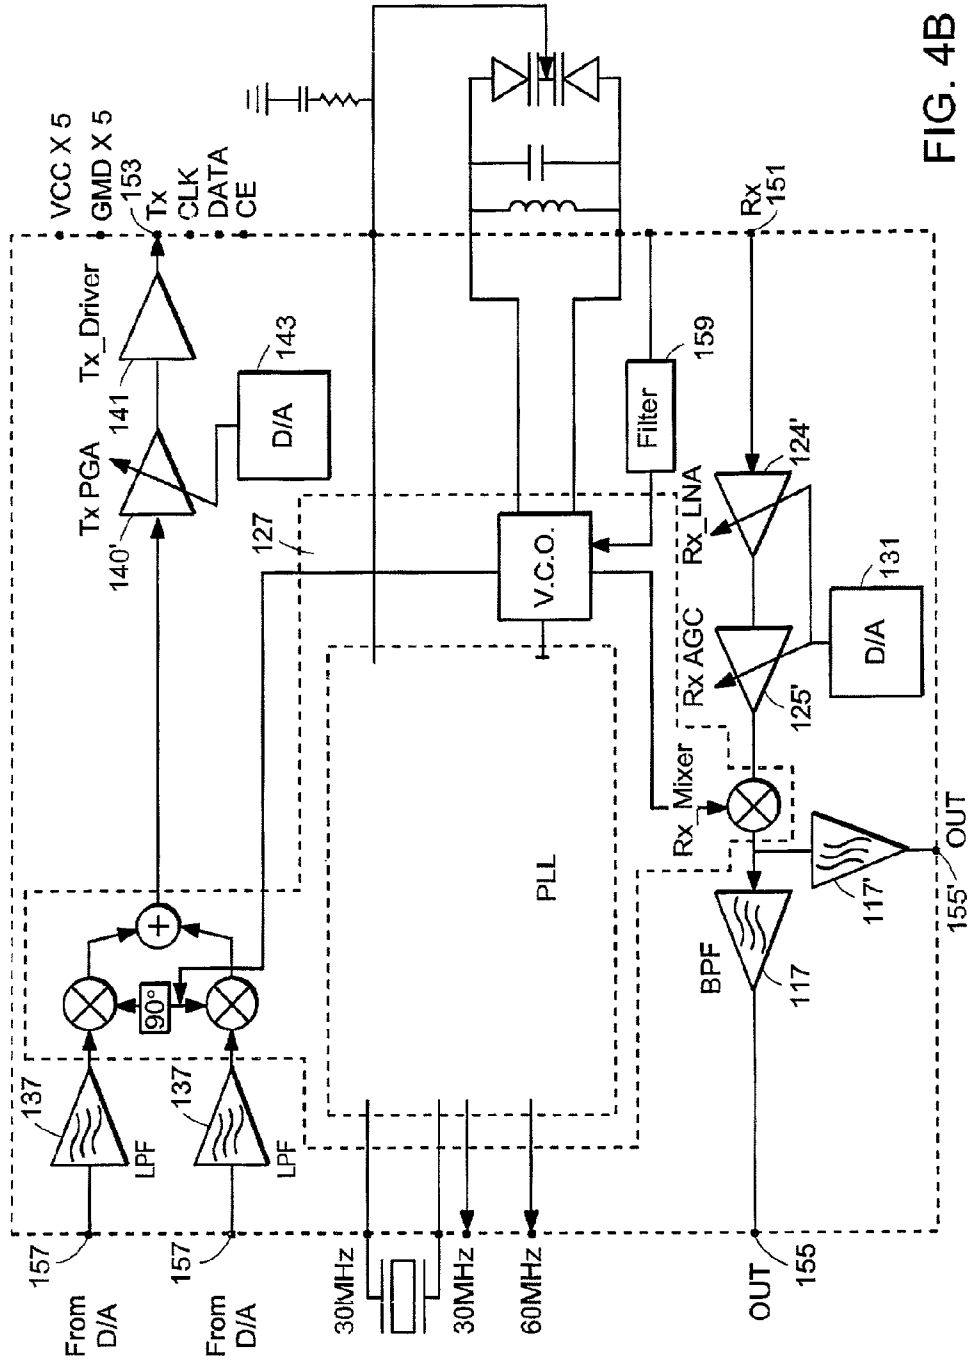 VCC X 5
GMD X 5
153
Tx
CLK
DATA
CE
Tx_Driver
141
Tx PGA
140'
143
D/A
127
137
LPF
137
LPF
90°
+
157
From
D/A
157
From
D/A
30MHz
30MHz
60MHz
PLL
V.C.O.
Filter
159
Rx
151
Rx_LNA
124'
Rx AGC
125'
131
D/A
Rx_Mixer
BPF
117
117'
OUT
155
OUT
155'
FIG. 4B